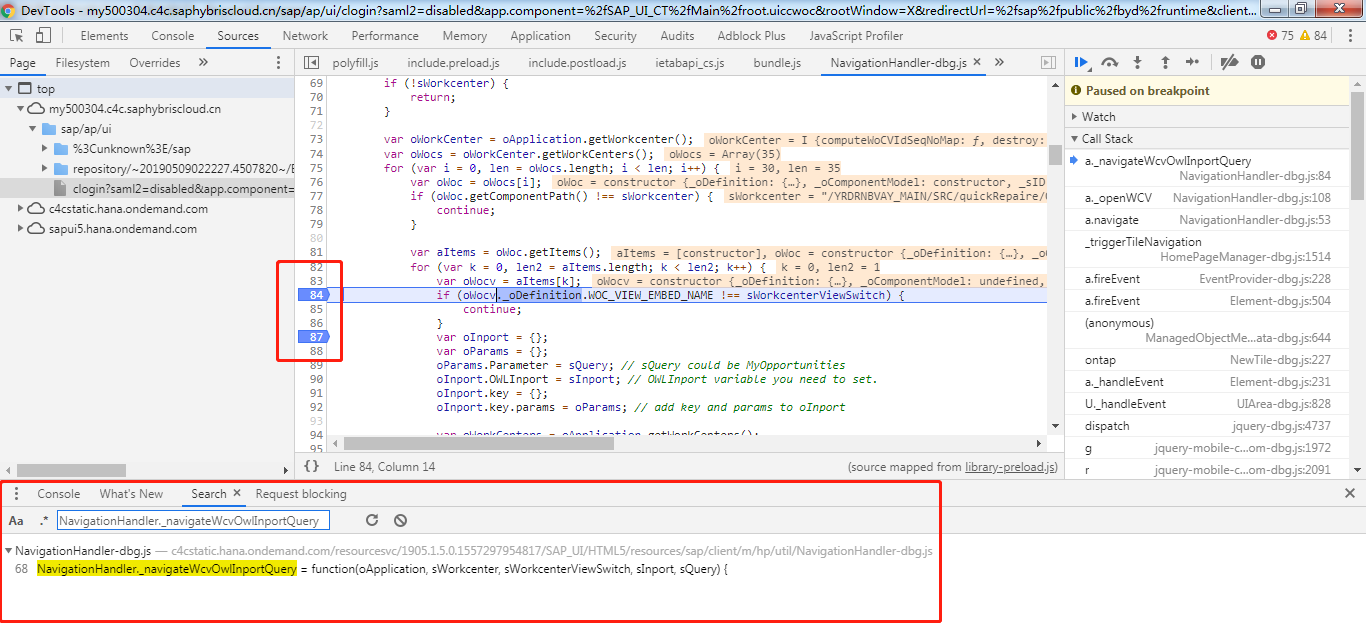 DevTools - my500304.c4c.saphybriscloud.cn/sap/ap/ui/clogin?saml2=disabled&app.component=%2fSAP_UI_CT%2fMain%2froot.uiccwoc&rootWindow=X&redirectUrl=%2fsap%2fpublic%2fbyd%2fruntime&client...
Elements Console Sources Network Performance Memory Application Security Audits Adblock Plus JavaScript Profiler 75 84
Page Filesystem Overrides »
polyfill.js include.preload.js include.postload.js ietabapi_cs.js bundle.js NavigationHandler-dbg.js × »
top
my500304.c4c.saphybriscloud.cn
sap/ap/ui
%3Cunknown%3E/sap
repository/~20190509022227.4507820~/E
clogin?saml2=disabled&app.component=
c4cstatic.hana.ondemand.com
sapui5.hana.ondemand.com
69 if (!sWorkcenter) {
70 return;
71 }
72
73 var oWorkCenter = oApplication.getWorkcenter(); oWorkCenter = I {computeWoCVIdSeqNoMap: ƒ, destroy:
74 var oWocs = oWorkCenter.getWorkCenters(); oWocs = Array(35)
75 for (var i = 0, len = oWocs.length; i < len; i++) { i = 30, len = 35
76 var oWoc = oWocs[i]; oWoc = constructor {_oDefinition: {…}, _oComponentModel: constructor, _sID
77 if (oWoc.getComponentPath() !== sWorkcenter) { sWorkcenter = "/YRDRNBVAY_MAIN/SRC/quickRepaire/
78 continue;
79 }
80
81 var aItems = oWoc.getItems(); aItems = [constructor], oWoc = constructor {_oDefinition: {…}, _o
82 for (var k = 0, len2 = aItems.length; k < len2; k++) { k = 0, len2 = 1
83 var oWocv = aItems[k]; oWocv = constructor {_oDefinition: {…}, _oComponentModel: undefined,
84 if (oWocv._oDefinition.WOC_VIEW_EMBED_NAME !== sWorkcenterViewSwitch) {
85 continue;
86 }
87 var oInport = {};
88 var oParams = {};
89 oParams.Parameter = sQuery; // sQuery could be MyOpportunities
90 oInport.OWLInport = sInport; // OWLInport variable you need to set.
91 oInport.key = {};
92 oInport.key.params = oParams; // add key and params to oInport
93
94 var oWorkCenters = oApplication.getWorkCenters();
95
{} Line 84, Column 14 (source mapped from library-preload.js)
Paused on breakpoint
Watch
Call Stack
a._navigateWcvOwlInportQuery
NavigationHandler-dbg.js:84
a._openWCV NavigationHandler-dbg.js:108
a.navigate NavigationHandler-dbg.js:53
_triggerTileNavigation
HomePageManager-dbg.js:1514
a.fireEvent EventProvider-dbg.js:228
a.fireEvent Element-dbg.js:504
(anonymous)
ManagedObjectMe...ata-dbg.js:644
ontap NewTile-dbg.js:227
a._handleEvent Element-dbg.js:231
U._handleEvent UIArea-dbg.js:828
dispatch jquery-dbg.js:4737
g jquery-mobile-c...om-dbg.js:1972
r jquery-mobile-c...om-dbg.js:2091
Console What's New Search × Request blocking
Aa .* NavigationHandler._navigateWcvOwlInportQuery
NavigationHandler-dbg.js — c4cstatic.hana.ondemand.com/resourcesvc/1905.1.5.0.1557297954817/SAP_UI/HTML5/resources/sap/client/m/hp/util/NavigationHandler-dbg.js
68 NavigationHandler._navigateWcvOwlInportQuery = function(oApplication, sWorkcenter, sWorkcenterViewSwitch, sInport, sQuery) {